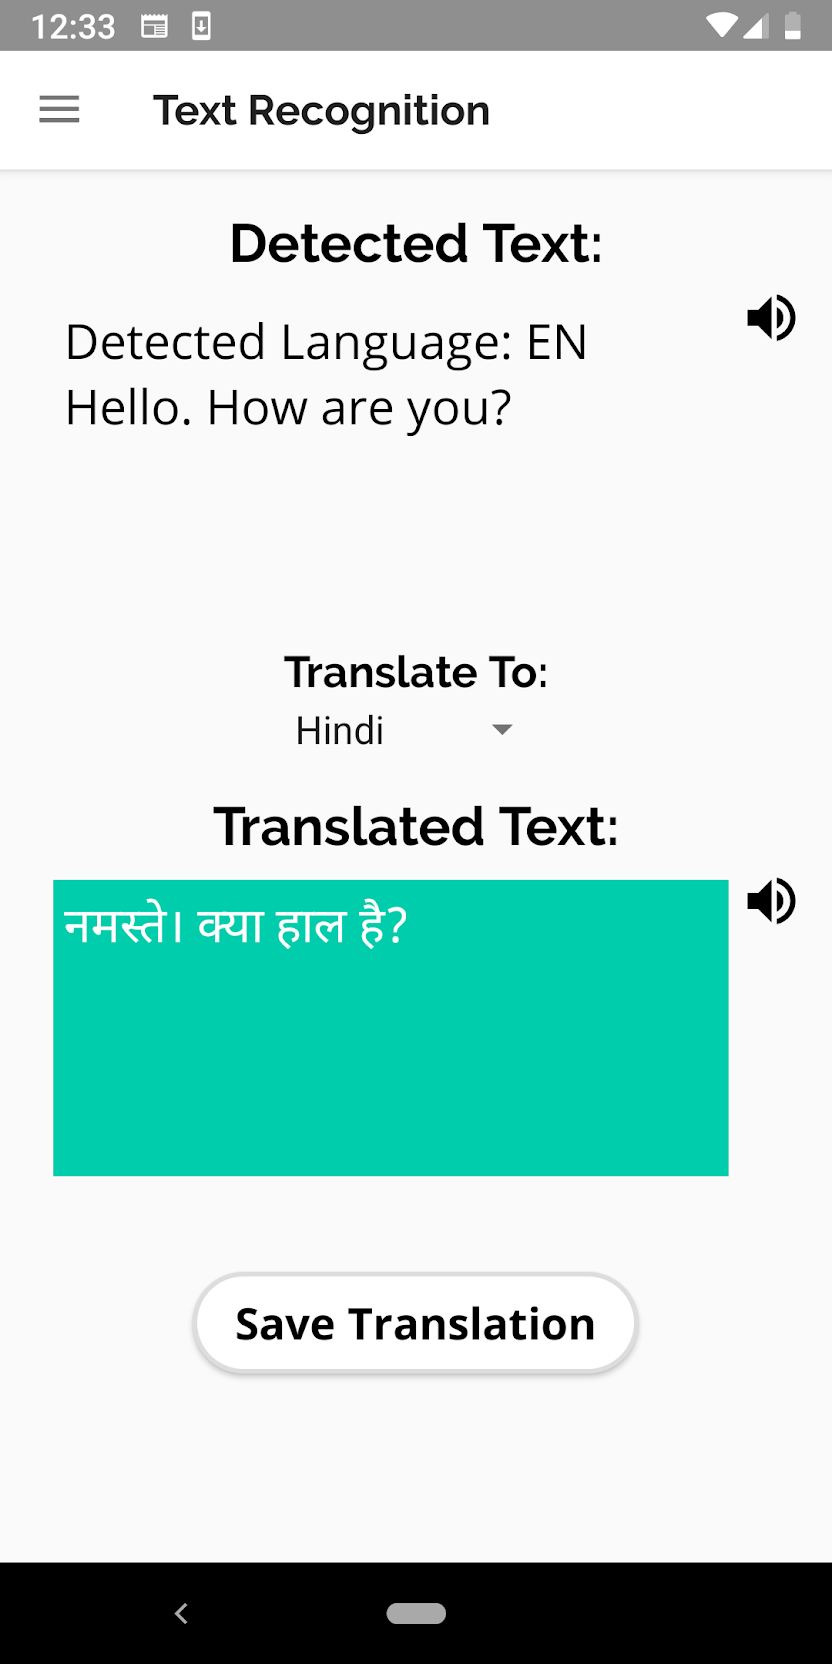 12:33
Text Recognition
Detected Text:
Detected Language: EN
Hello. How are you?
Translate To:
Hindi
Translated Text:
नमस्ते। क्या हाल है?
Save Translation